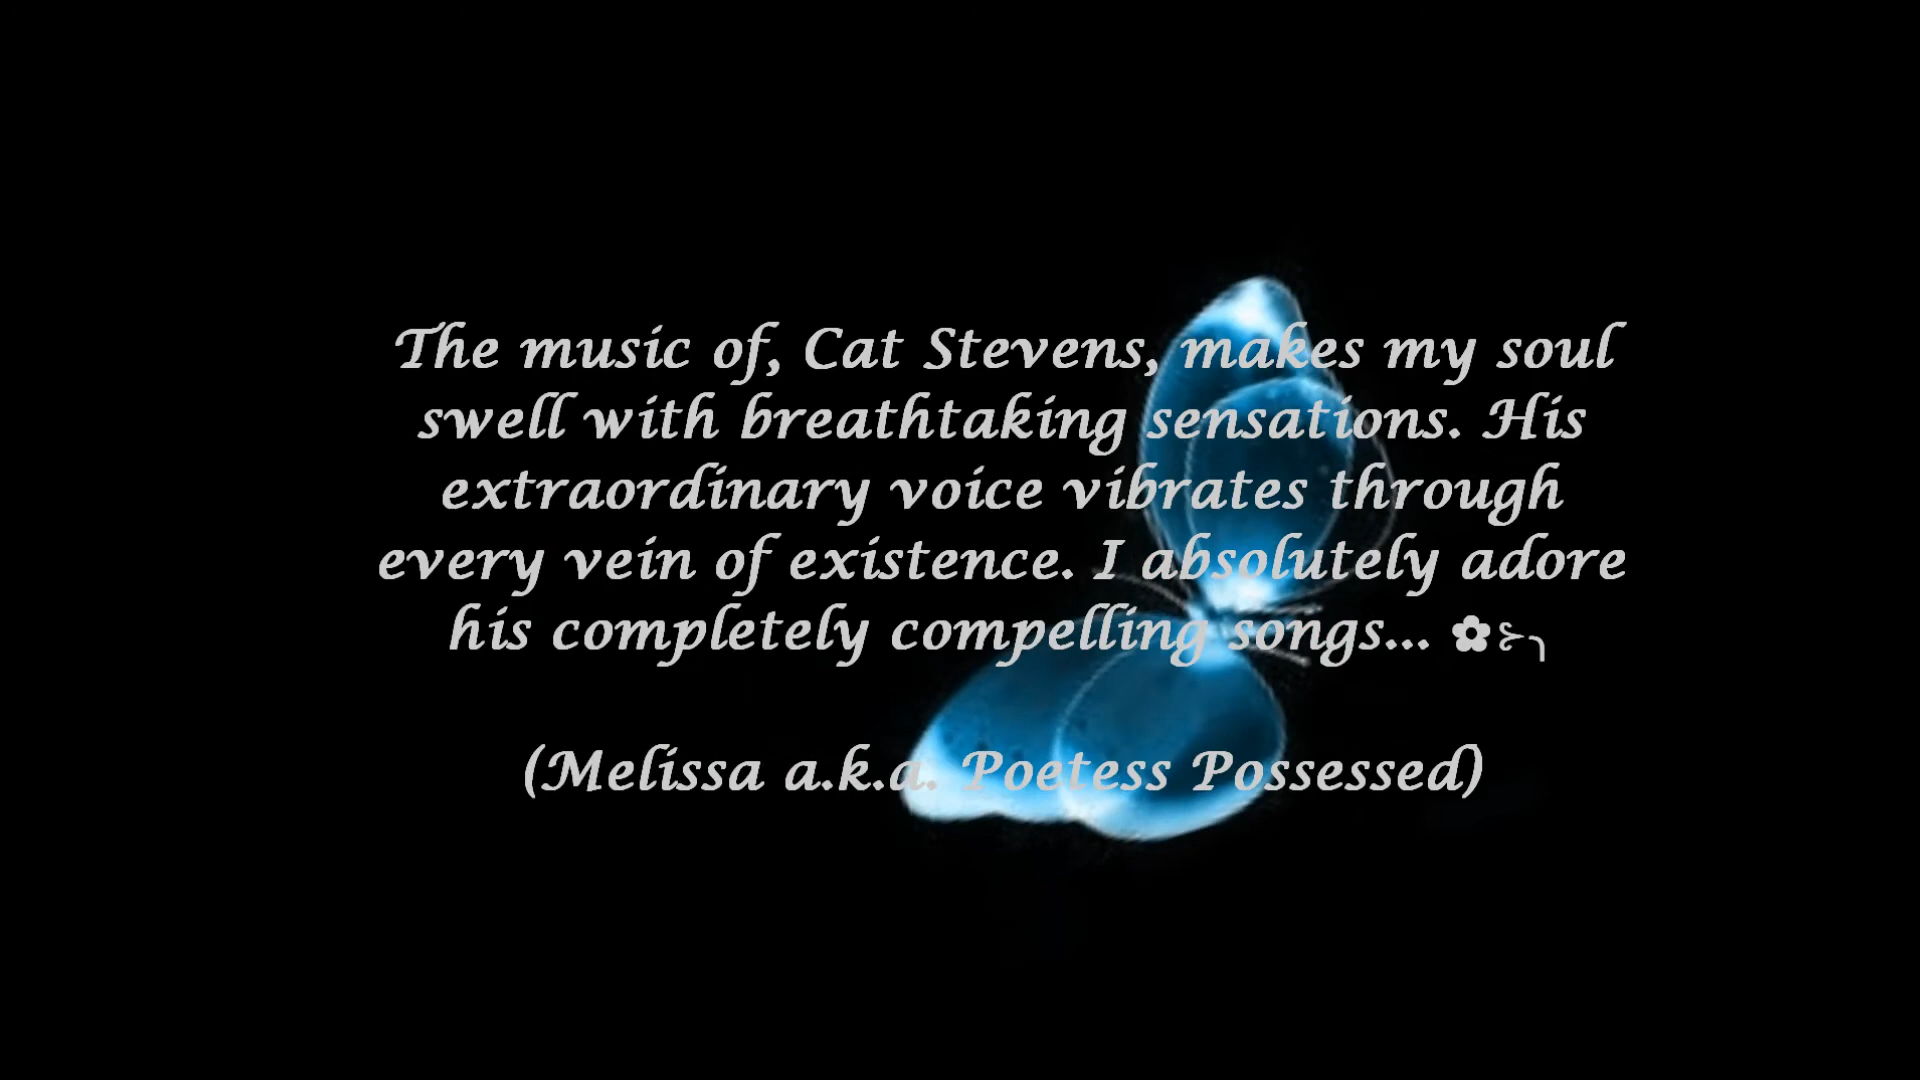 The music of, Cat Stevens, makes my soul
swell with breathtaking sensations. His
extraordinary voice vibrates through
every vein of existence. I absolutely adore
his completely compelling songs... ✿⊱╮
(Melissa a.k.a. Poetess Possessed)